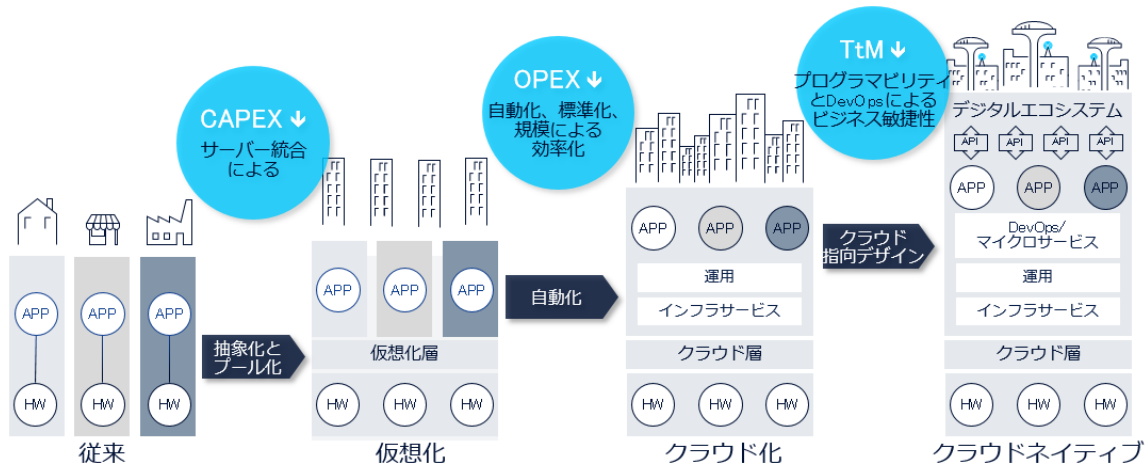 CAPEX ↓
サーバー統合
による
OPEX ↓
自動化、標準化、
規模による
効率化
TtM ↓
プログラマビリティ
とDevOpsによる
ビジネス敏捷性
APP
APP
APP
HW
HW
HW
従来
抽象化と
プール化
APP
APP
APP
仮想化層
HW
HW
HW
仮想化
自動化
APP
APP
APP
運用
インフラサービス
クラウド層
HW
HW
HW
クラウド化
クラウド
指向デザイン
デジタルエコシステム
API
API
API
API
APP
APP
APP
DevOps/
マイクロサービス
運用
インフラサービス
クラウド層
HW
HW
HW
クラウドネイティブ